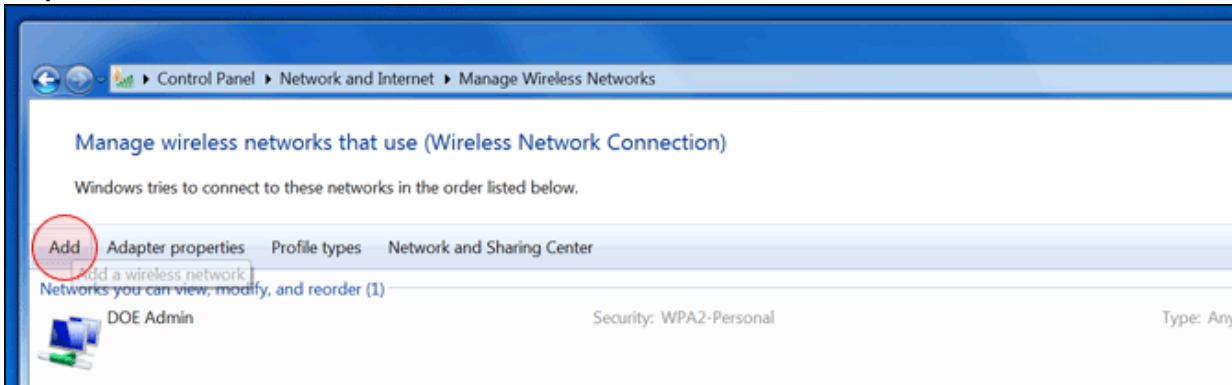 Control Panel ▸ Network and Internet ▸ Manage Wireless Networks
Manage wireless networks that use (Wireless Network Connection)
Windows tries to connect to these networks in the order listed below.
Add Adapter properties Profile types Network and Sharing Center
Add a wireless network
Networks you can view, modify, and reorder (1)
DOE Admin Security: WPA2-Personal Type: Any